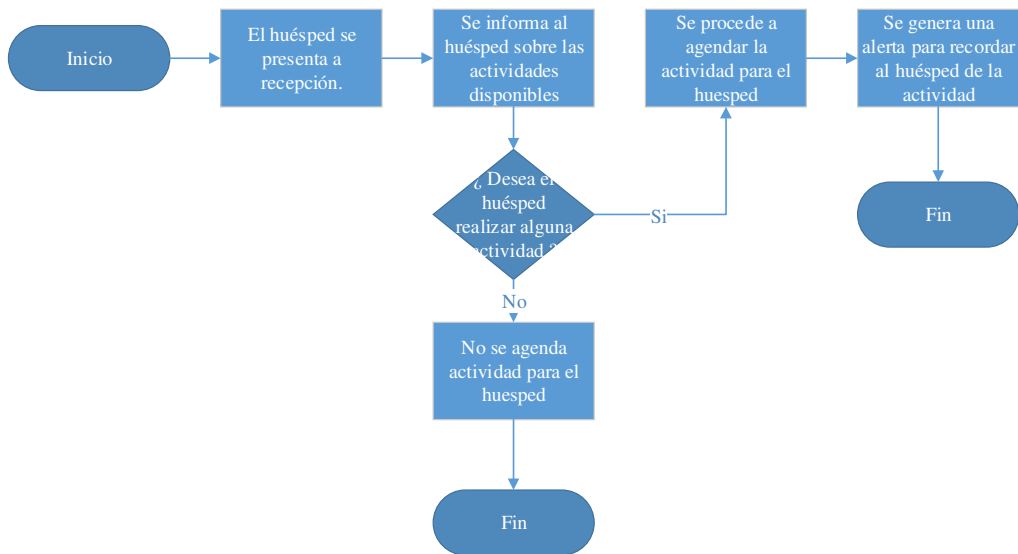 Inicio
El huésped se
presenta a
recepción.
Se informa al
huésped sobre las
actividades
disponibles
¿ Desea el
huésped
realizar alguna
actividad ?
Si
Se procede a
agendar la
actividad para el
huesped
Se genera una
alerta para recordar
al huésped de la
actividad
Fin
No
No se agenda
actividad para el
huesped
Fin